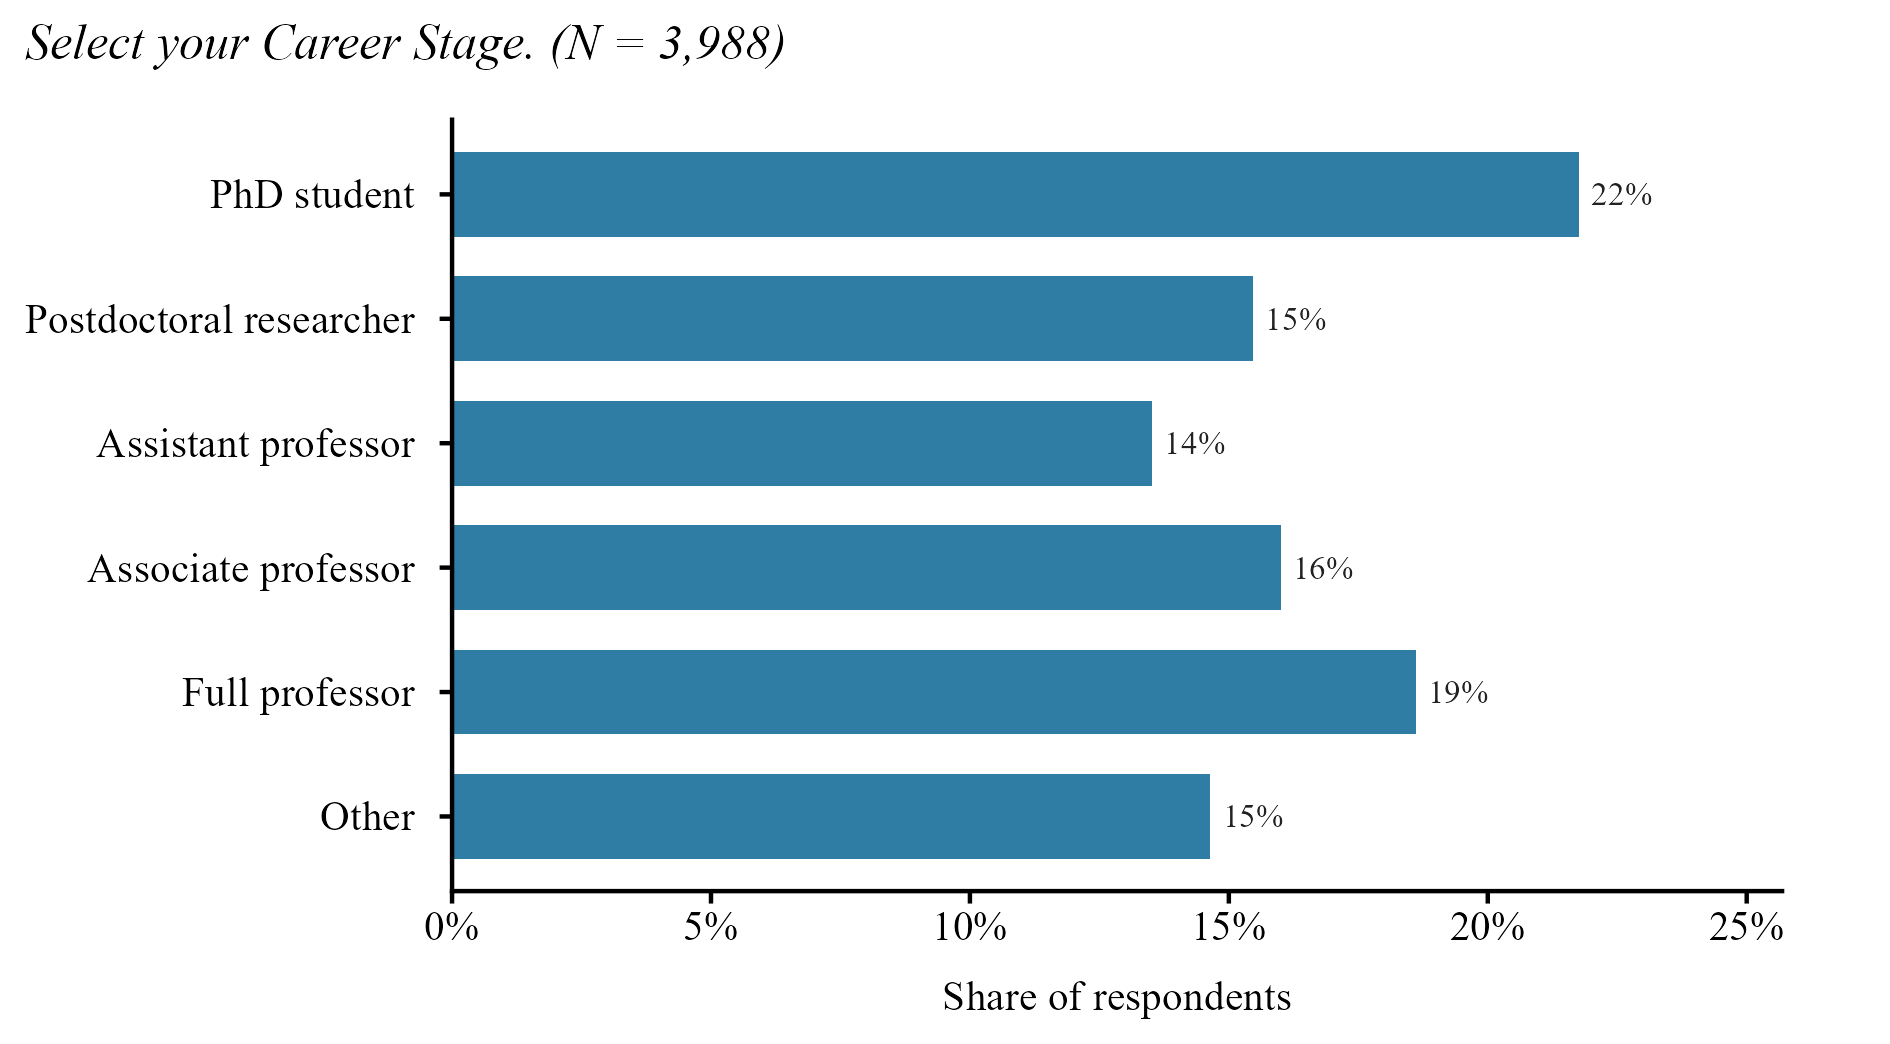 Select your Career Stage. (N = 3,988)
PhD student 22%
Postdoctoral researcher 15%
Assistant professor 14%
Associate professor 16%
Full professor 19%
Other 15%
0% 5% 10% 15% 20% 25%
Share of respondents